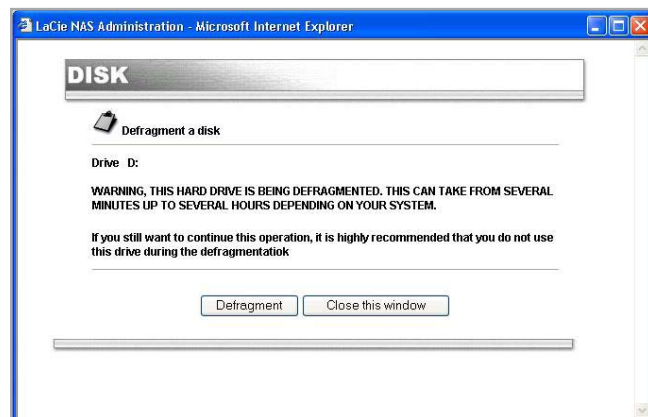 LaCie NAS Administration - Microsoft Internet Explorer
DISK
Defragment a disk
Drive D:
WARNING, THIS HARD DRIVE IS BEING DEFRAGMENTED. THIS CAN TAKE FROM SEVERAL
MINUTES UP TO SEVERAL HOURS DEPENDING ON YOUR SYSTEM.
If you still want to continue this operation, it is highly recommended that you do not use
this drive during the defragmentatiok
Defragment Close this window